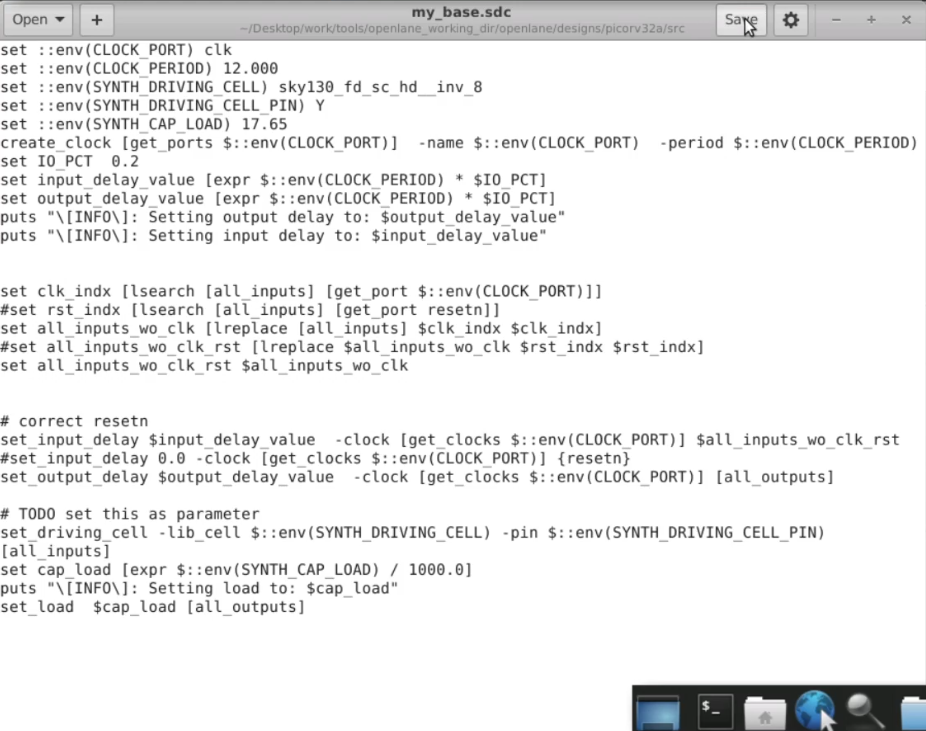 Open
+
my_base.sdc
~/Desktop/work/tools/openlane_working_dir/openlane/designs/picorv32a/src
Save
set ::env(CLOCK_PORT) clk
set ::env(CLOCK_PERIOD) 12.000
set ::env(SYNTH_DRIVING_CELL) sky130_fd_sc_hd__inv_8
set ::env(SYNTH_DRIVING_CELL_PIN) Y
set ::env(SYNTH_CAP_LOAD) 17.65
create_clock [get_ports $::env(CLOCK_PORT)]  -name $::env(CLOCK_PORT)  -period $::env(CLOCK_PERIOD)
set IO_PCT  0.2
set input_delay_value [expr $::env(CLOCK_PERIOD) * $IO_PCT]
set output_delay_value [expr $::env(CLOCK_PERIOD) * $IO_PCT]
puts "\[INFO\]: Setting output delay to: $output_delay_value"
puts "\[INFO\]: Setting input delay to: $input_delay_value"
set clk_indx [lsearch [all_inputs] [get_port $::env(CLOCK_PORT)]]
#set rst_indx [lsearch [all_inputs] [get_port resetn]]
set all_inputs_wo_clk [lreplace [all_inputs] $clk_indx $clk_indx]
#set all_inputs_wo_clk_rst [lreplace $all_inputs_wo_clk $rst_indx $rst_indx]
set all_inputs_wo_clk_rst $all_inputs_wo_clk
# correct resetn
set_input_delay $input_delay_value  -clock [get_clocks $::env(CLOCK_PORT)] $all_inputs_wo_clk_rst
#set_input_delay 0.0 -clock [get_clocks $::env(CLOCK_PORT)] {resetn}
set_output_delay $output_delay_value  -clock [get_clocks $::env(CLOCK_PORT)] [all_outputs]
# TODO set this as parameter
set_driving_cell -lib_cell $::env(SYNTH_DRIVING_CELL) -pin $::env(SYNTH_DRIVING_CELL_PIN)
[all_inputs]
set cap_load [expr $::env(SYNTH_CAP_LOAD) / 1000.0]
puts "\[INFO\]: Setting load to: $cap_load"
set_load  $cap_load [all_outputs]
$_